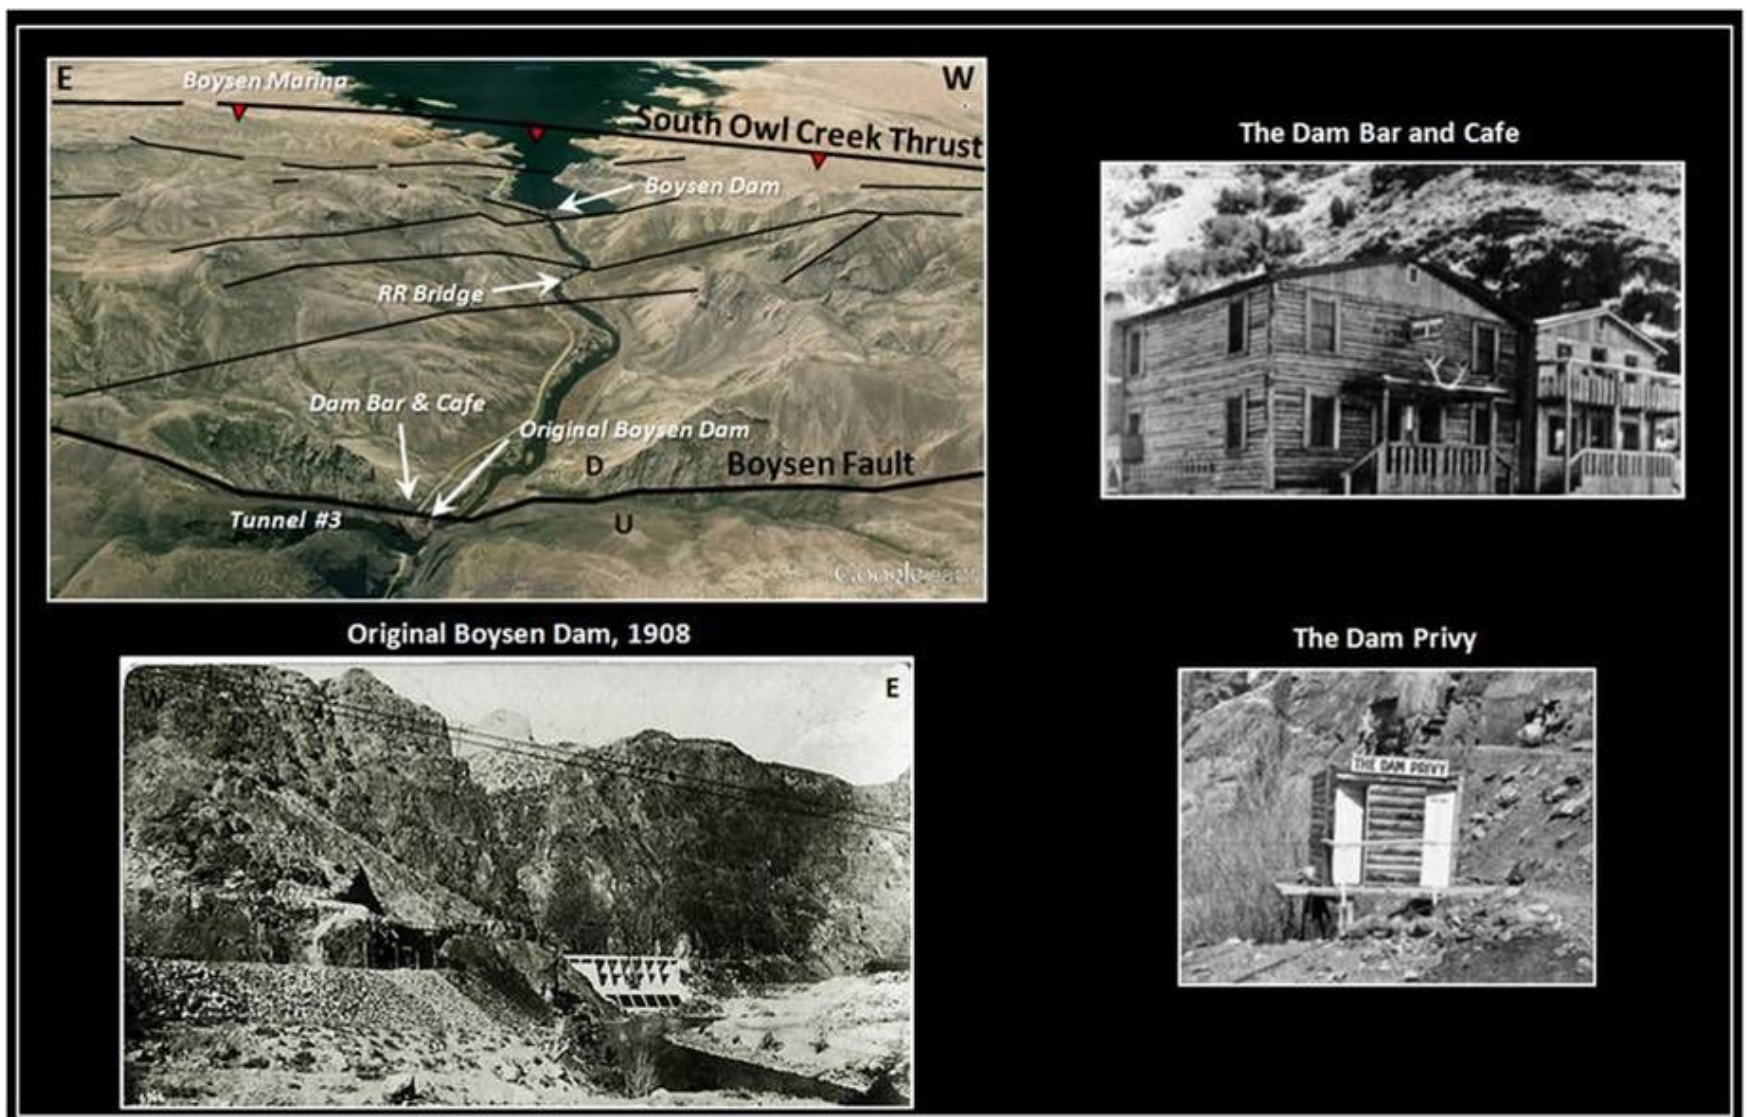 E
W
Boysen Marina
South Owl Creek Thrust
Boysen Dam
RR Bridge
Dam Bar & Cafe
Original Boysen Dam
D
Boysen Fault
Tunnel #3
U
Google earth
The Dam Bar and Cafe
Original Boysen Dam, 1908
W
E
The Dam Privy
THE DAM PRIVY